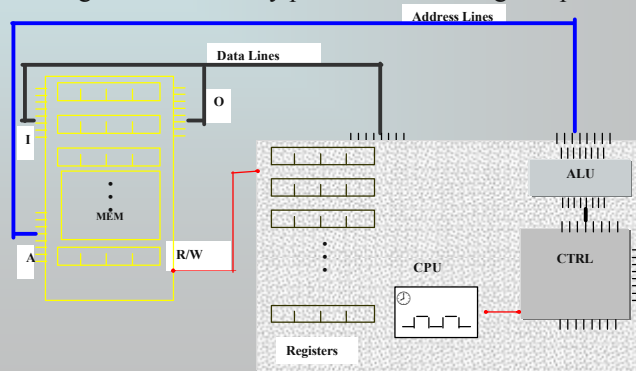 Address Lines
Data Lines
O
I
MEM
A
R/W
ALU
CTRL
CPU
Registers